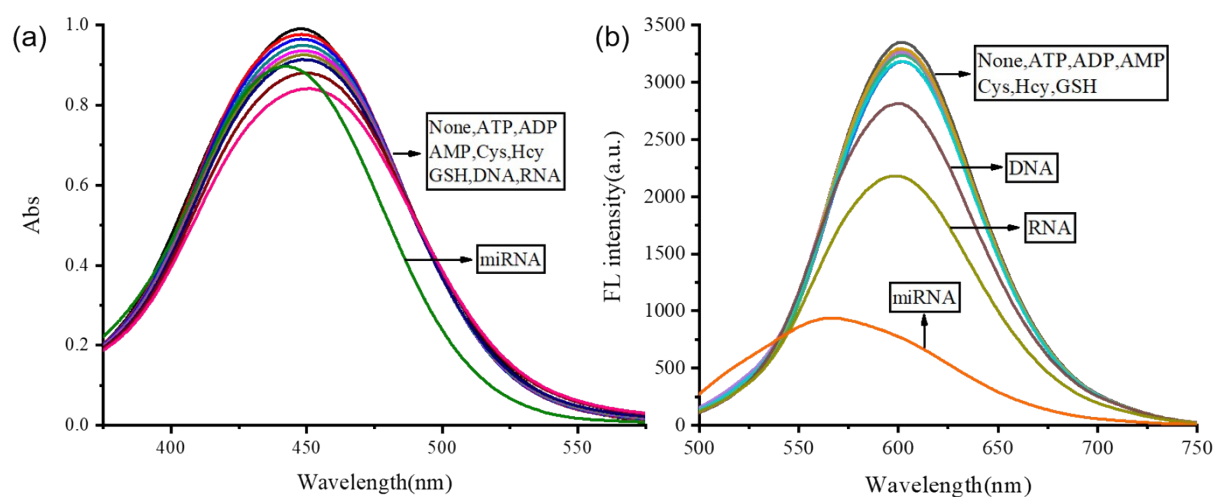 (a)
1.0
0.8
0.6
0.4
0.2
0.0
Abs
400
450
500
550
Wavelength(nm)
None,ATP,ADP
AMP,Cys,Hcy
GSH,DNA,RNA
miRNA
(b)
3500
3000
2500
2000
1500
1000
500
0
FL intensity(a.u.)
500
550
600
650
700
750
Wavelength(nm)
None,ATP,ADP,AMP
Cys,Hcy,GSH
DNA
RNA
miRNA